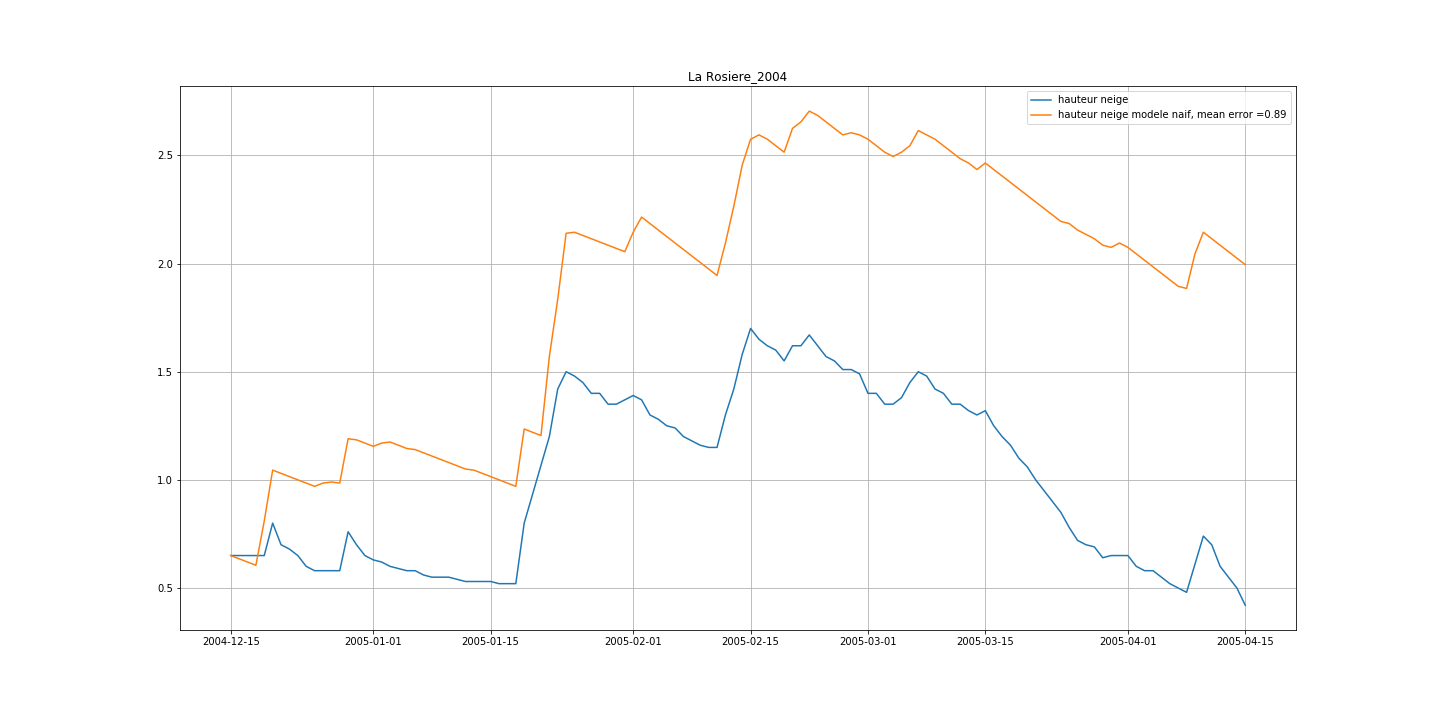 La Rosiere_2004
hauteur neige
hauteur neige modele naif, mean error =0.89
2.5
2.0
1.5
1.0
0.5
2004-12-15 2005-01-01 2005-01-15 2005-02-01 2005-02-15 2005-03-01 2005-03-15 2005-04-01 2005-04-15